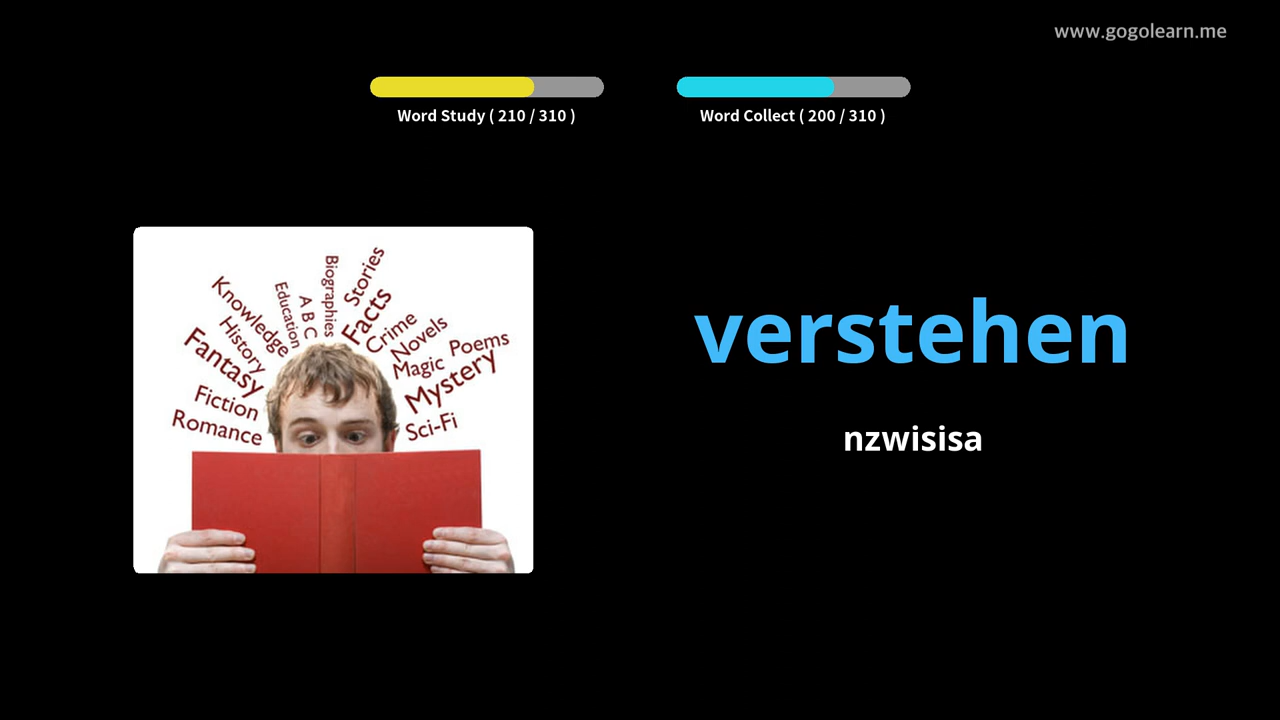 www.gogolearn.me
Word Study ( 210 / 310 )
Word Collect ( 200 / 310 )
Biographies
Stories
Education
A B C
Facts
Knowledge
History
Crime
Novels
Fantasy
Magic
Poems
Mystery
Fiction
Romance
Sci-Fi
verstehen
nzwisisa